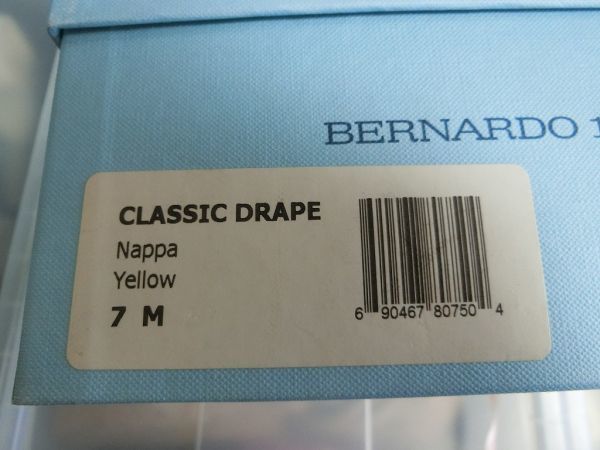 BERNARDO 1
CLASSIC DRAPE
Nappa
Yellow
7 M
6 90467 80750 4